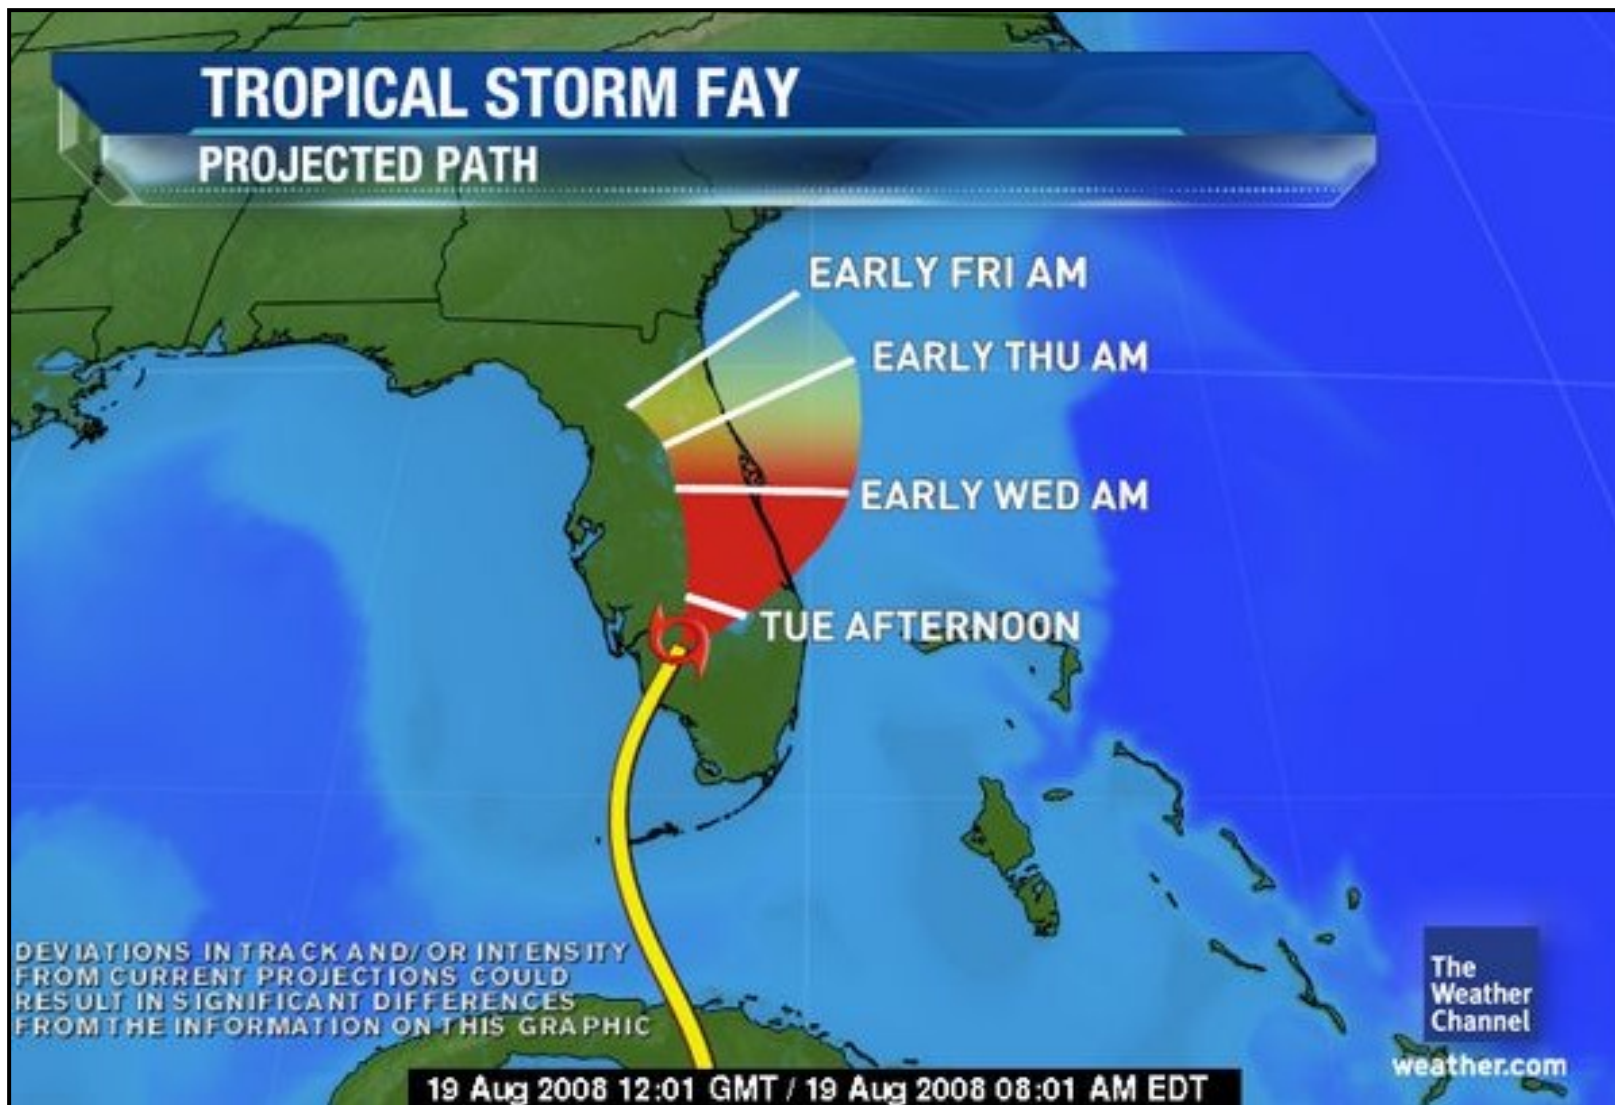 TROPICAL STORM FAY
PROJECTED PATH
EARLY FRI AM
EARLY THU AM
EARLY WED AM
TUE AFTERNOON
DEVIATIONS IN TRACK AND/OR INTENSITY
FROM CURRENT PROJECTIONS COULD
RESULT IN SIGNIFICANT DIFFERENCES
FROM THE INFORMATION ON THIS GRAPHIC
The
Weather
Channel
weather.com
19 Aug 2008 12:01 GMT / 19 Aug 2008 08:01 AM EDT